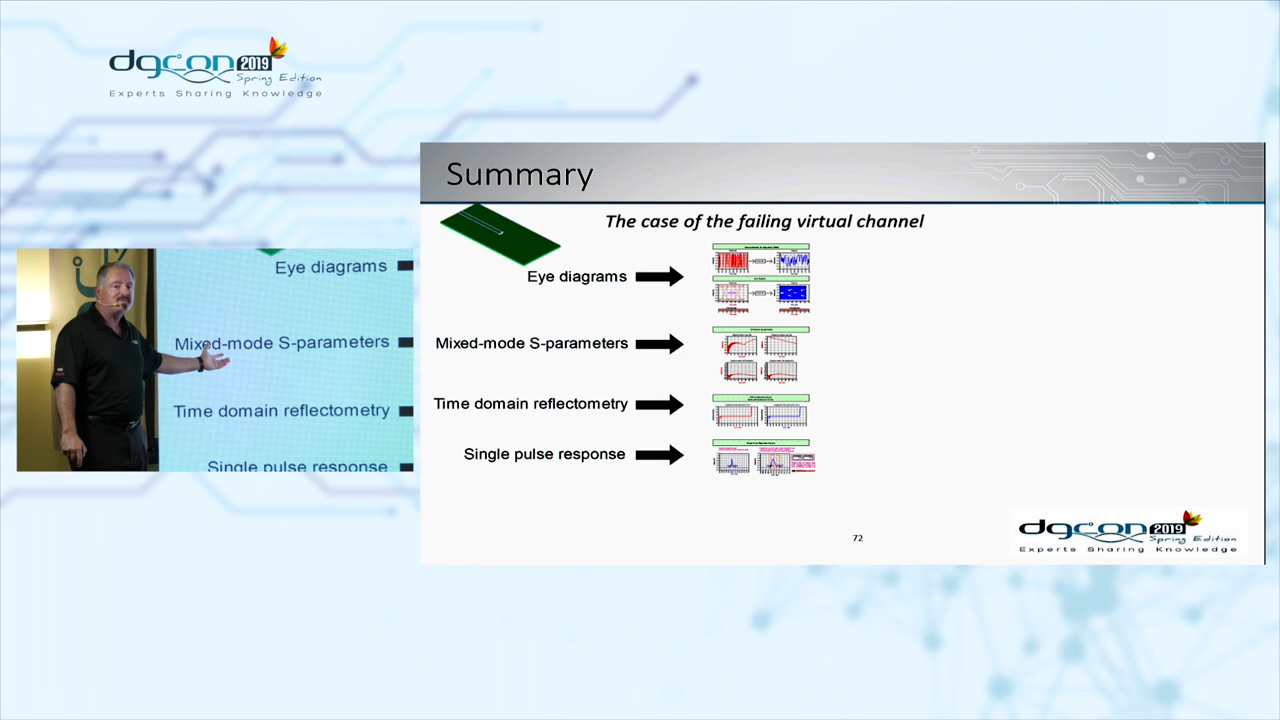 dgcon 2019
Spring Edition
Experts Sharing Knowledge
Summary
The case of the failing virtual channel
Eye diagrams
Mixed-mode S-parameters
Time domain reflectometry
Single pulse response
72
dgcon 2019
Spring Edition
Experts Sharing Knowledge
Eye diagrams
Mixed-mode S-parameters
Time domain reflectometry
Single pulse response